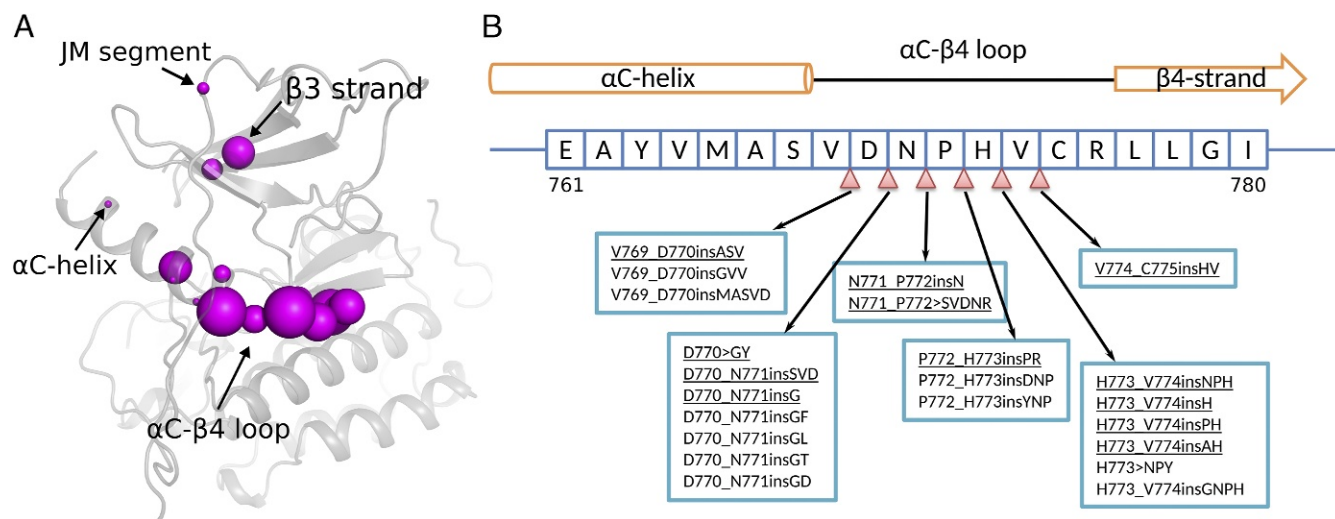 A
JM segment
β3 strand
αC-helix
αC-β4 loop
B
αC-β4 loop
αC-helix
β4-strand
E A Y V M A S V D N P H V C R L L G I
761
780
V769_D770insASV
V769_D770insGVV
V769_D770insMASVD
D770>GY
D770_N771insSVD
D770_N771insG
D770_N771insGF
D770_N771insGL
D770_N771insGT
D770_N771insGD
N771_P772insN
N771_P772>SVDNR
P772_H773insPR
P772_H773insDNP
P772_H773insYNP
H773_V774insNPH
H773_V774insH
H773_V774insPH
H773_V774insAH
H773>NPY
H773_V774insGNPH
V774_C775insHV